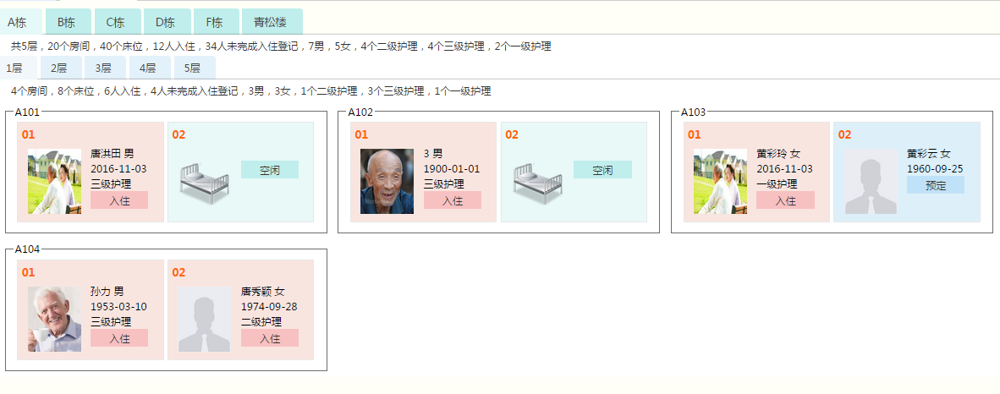 A栋 B栋 C栋 D栋 F栋 青松楼
共5层，20个房间，40个床位，12人入住，34人未完成入住登记，7男，5女，4个二级护理，4个三级护理，2个一级护理
1层 2层 3层 4层 5层
4个房间，8个床位，6人入住，4人未完成入住登记，3男，3女，1个二级护理，3个三级护理，1个一级护理
A101
01
唐洪田 男
2016-11-03
三级护理
入住
02
空闲
A102
01
3 男
1900-01-01
三级护理
入住
02
空闲
A103
01
黄彩玲 女
2016-11-03
一级护理
入住
02
黄彩云 女
1960-09-25
预定
A104
01
孙力 男
1953-03-10
三级护理
入住
02
唐秀颖 女
1974-09-28
二级护理
入住